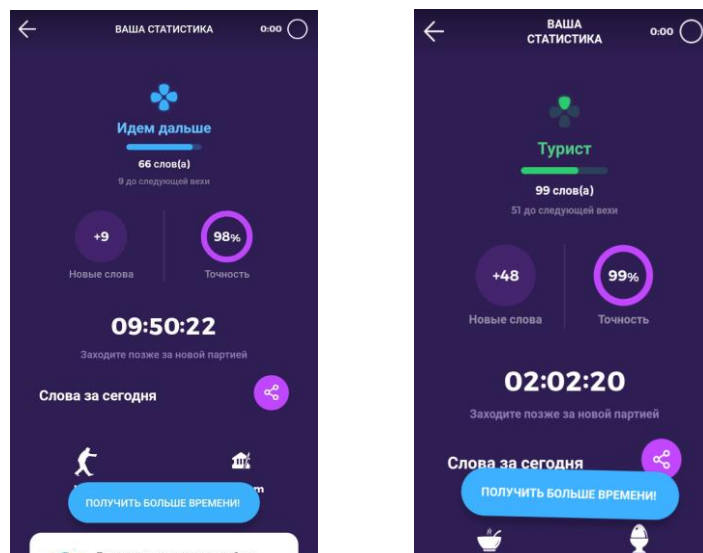 ВАША СТАТИСТИКА
0:00
Идем дальше
66 слов(а)
9 до следующей вехи
+9
98%
Новые слова
Точность
09:50:22
Заходите позже за новой партией
Слова за сегодня
ПОЛУЧИТЬ БОЛЬШЕ ВРЕМЕНИ!
ВАША
СТАТИСТИКА
0:00
Турист
99 слов(а)
51 до следующей вехи
+48
99%
Новые слова
Точность
02:02:20
Заходите позже за новой партией
Слова за сегодня
ПОЛУЧИТЬ БОЛЬШЕ ВРЕМЕНИ!